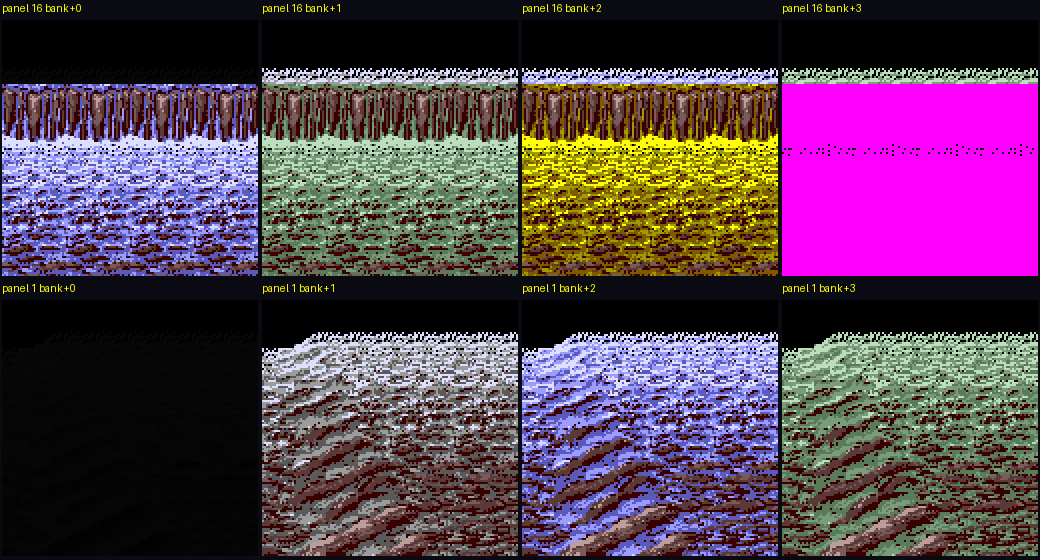 panel 16 bank+0
panel 16 bank+1
panel 16 bank+2
panel 16 bank+3
panel 1 bank+0
panel 1 bank+1
panel 1 bank+2
panel 1 bank+3